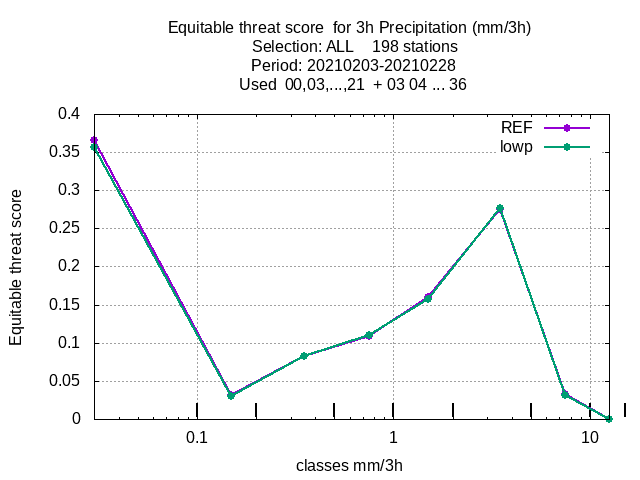 Equitable threat score  for 3h Precipitation (mm/3h)
Selection: ALL    198 stations
Period: 20210203-20210228
Used  00,03,...,21  + 03 04 ... 36
REF
lowp
0.4
0.35
0.3
0.25
0.2
0.15
0.1
0.05
0
Equitable threat score
0.1
1
10
classes mm/3h